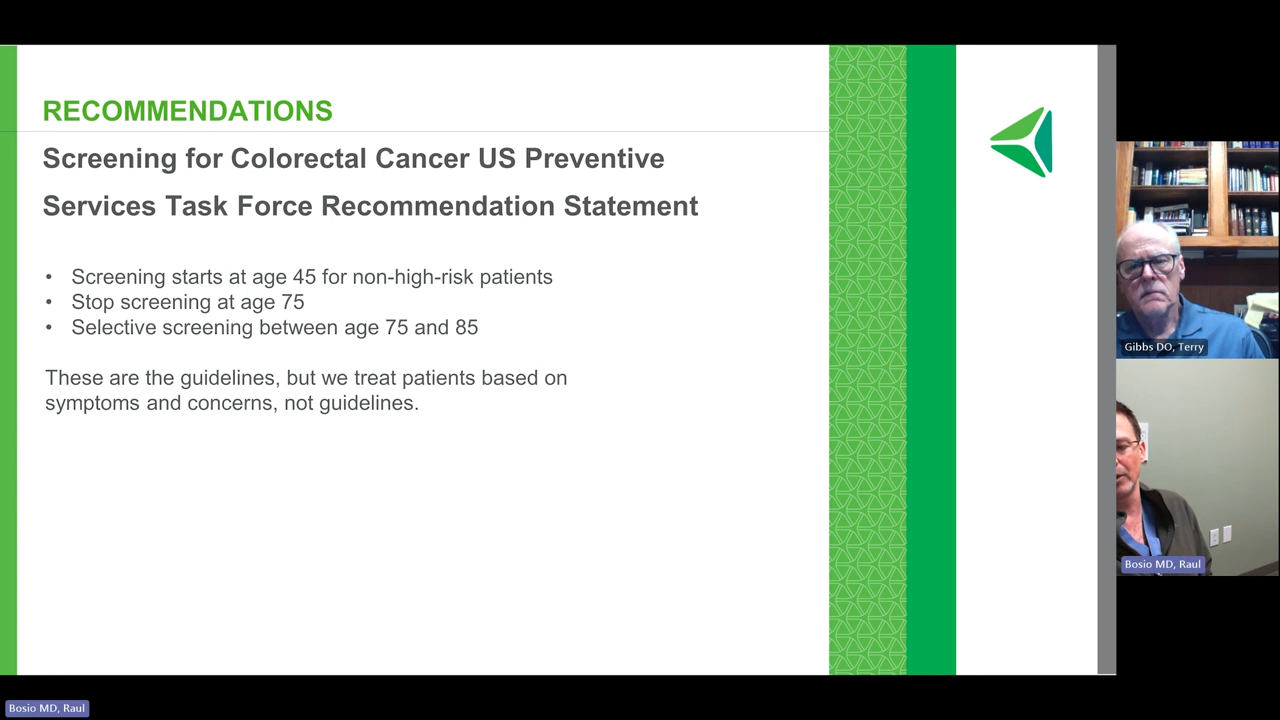 RECOMMENDATIONS
Screening for Colorectal Cancer US Preventive
Services Task Force Recommendation Statement
• Screening starts at age 45 for non-high-risk patients
• Stop screening at age 75
• Selective screening between age 75 and 85
These are the guidelines, but we treat patients based on
symptoms and concerns, not guidelines.
Gibbs DO, Terry
Bosio MD, Raul
Bosio MD, Raul